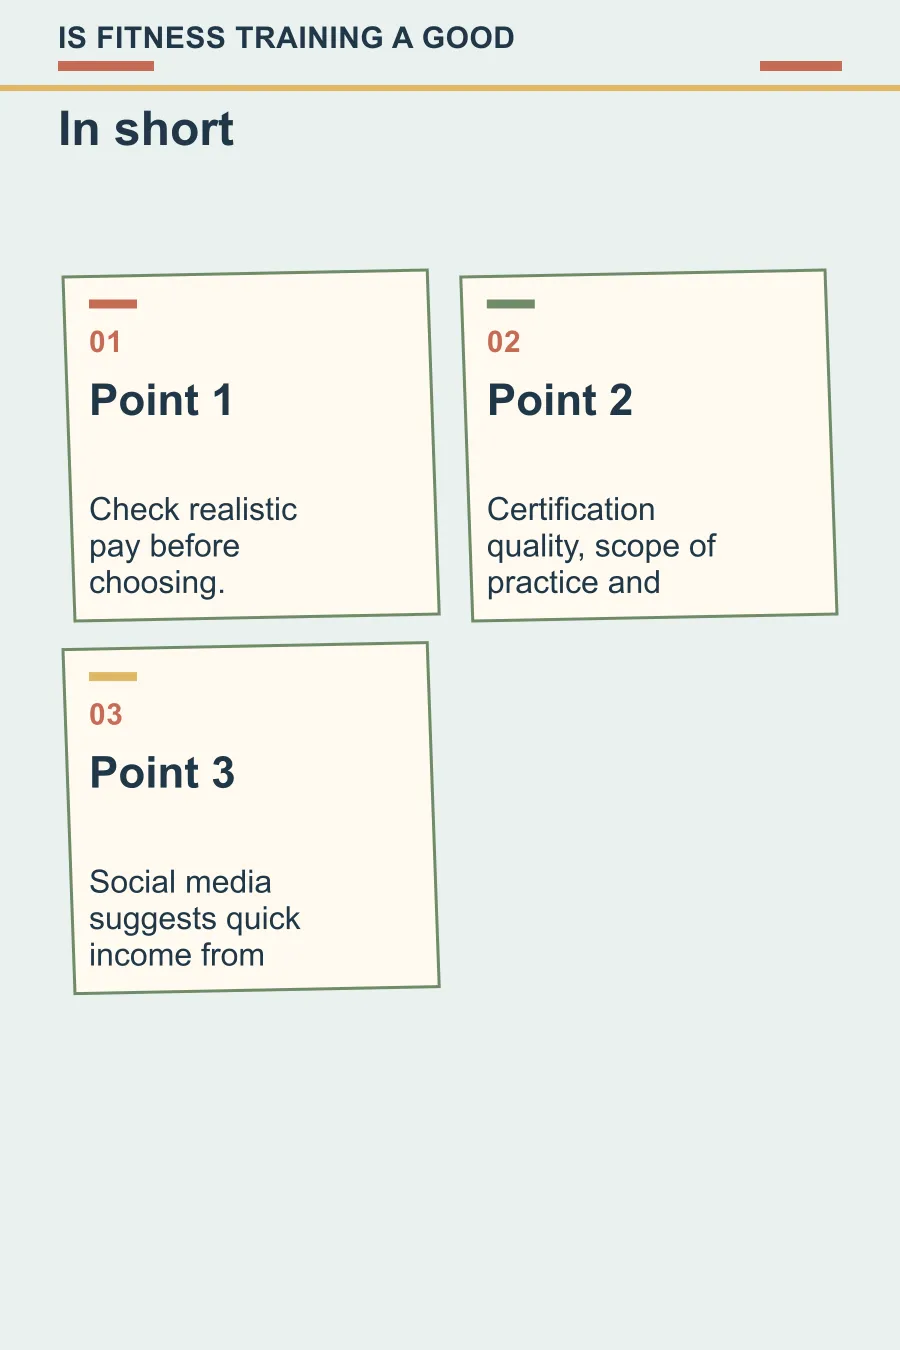 IS FITNESS TRAINING A GOOD
In short
01
Point 1
Check realistic
pay before
choosing.
02
Point 2
Certification
quality, scope of
practice and
03
Point 3
Social media
suggests quick
income from